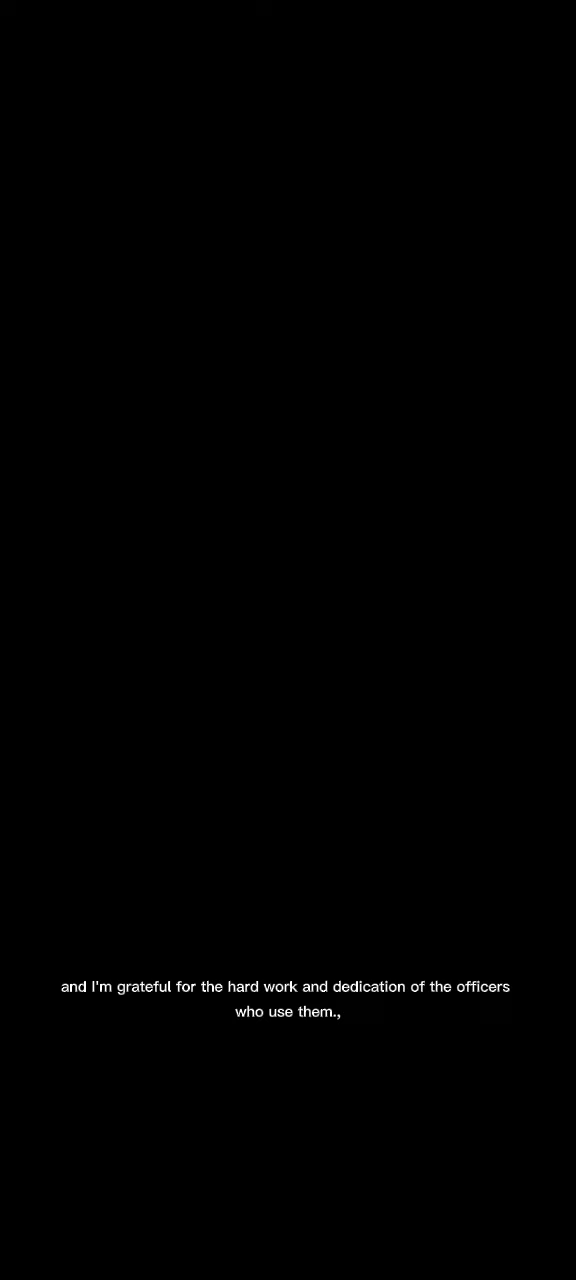 and I'm grateful for the hard work and dedication of the officers
who use them.,